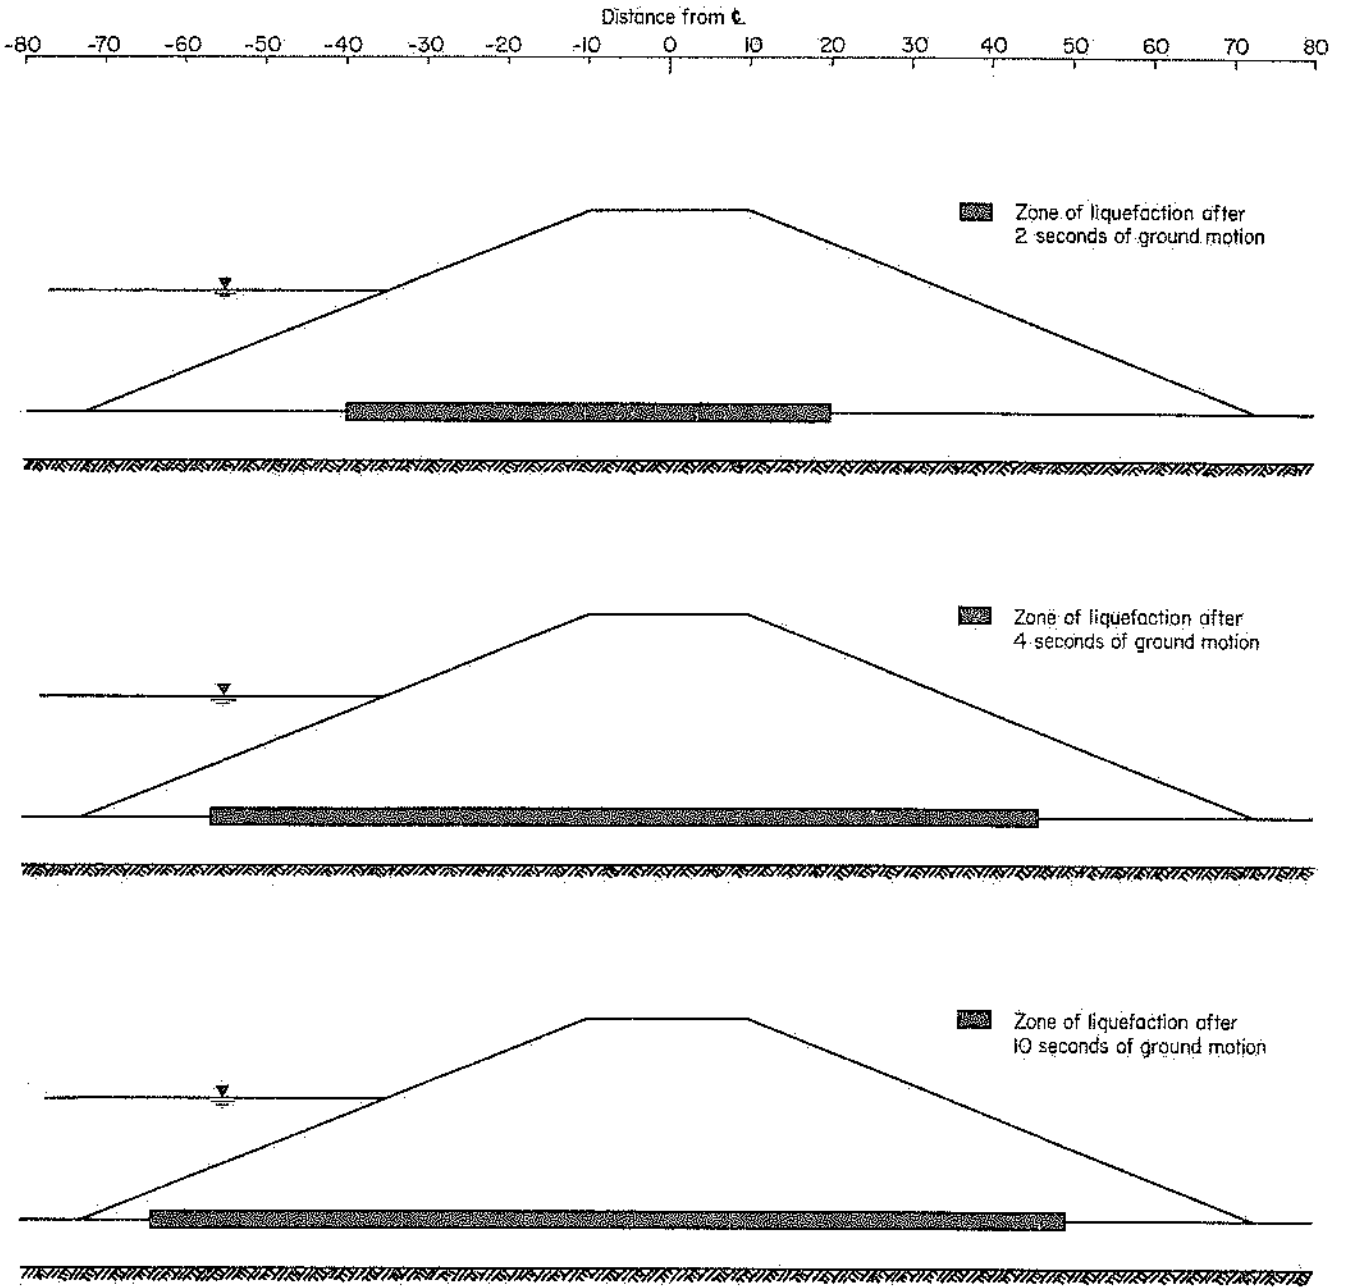 Distance from ℄
-80 -70 -60 -50 -40 -30 -20 -10 0 10 20 30 40 50 60 70 80
Zone of liquefaction after
2 seconds of ground motion
Zone of liquefaction after
4 seconds of ground motion
Zone of liquefaction after
10 seconds of ground motion